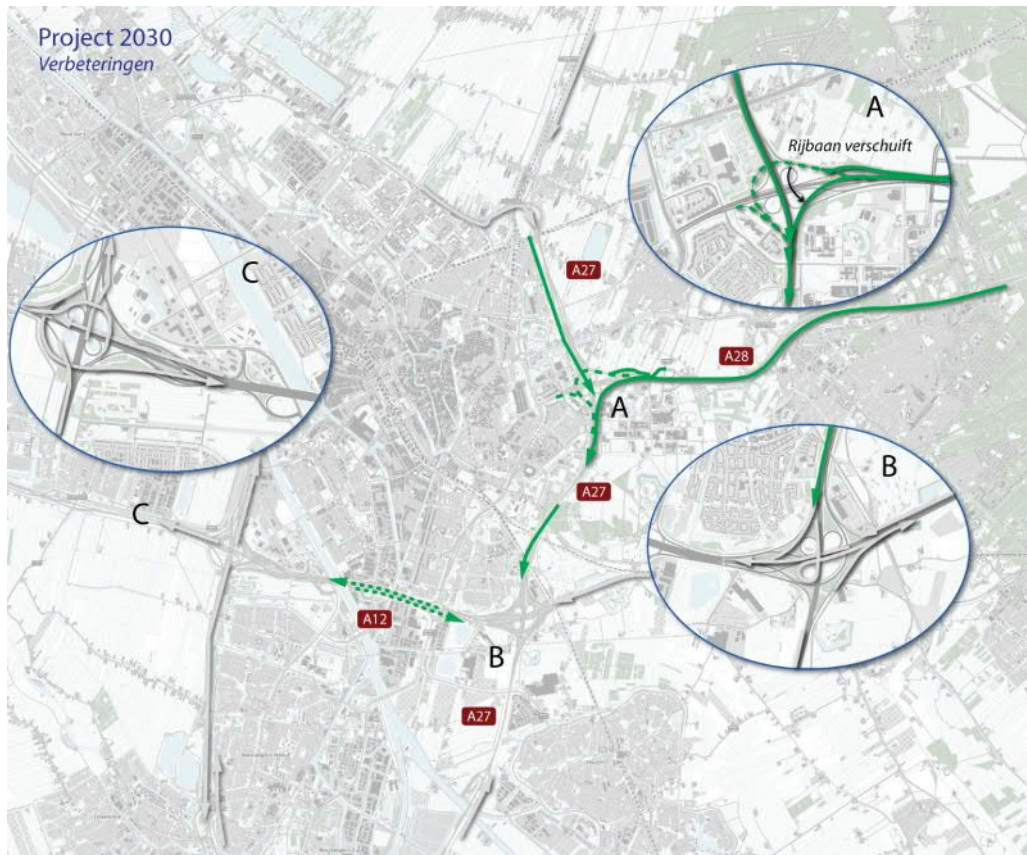 Project 2030
Verbeteringen
A
Rijbaan verschuift
C
A27
A28
A
B
A27
C
A12
B
A27